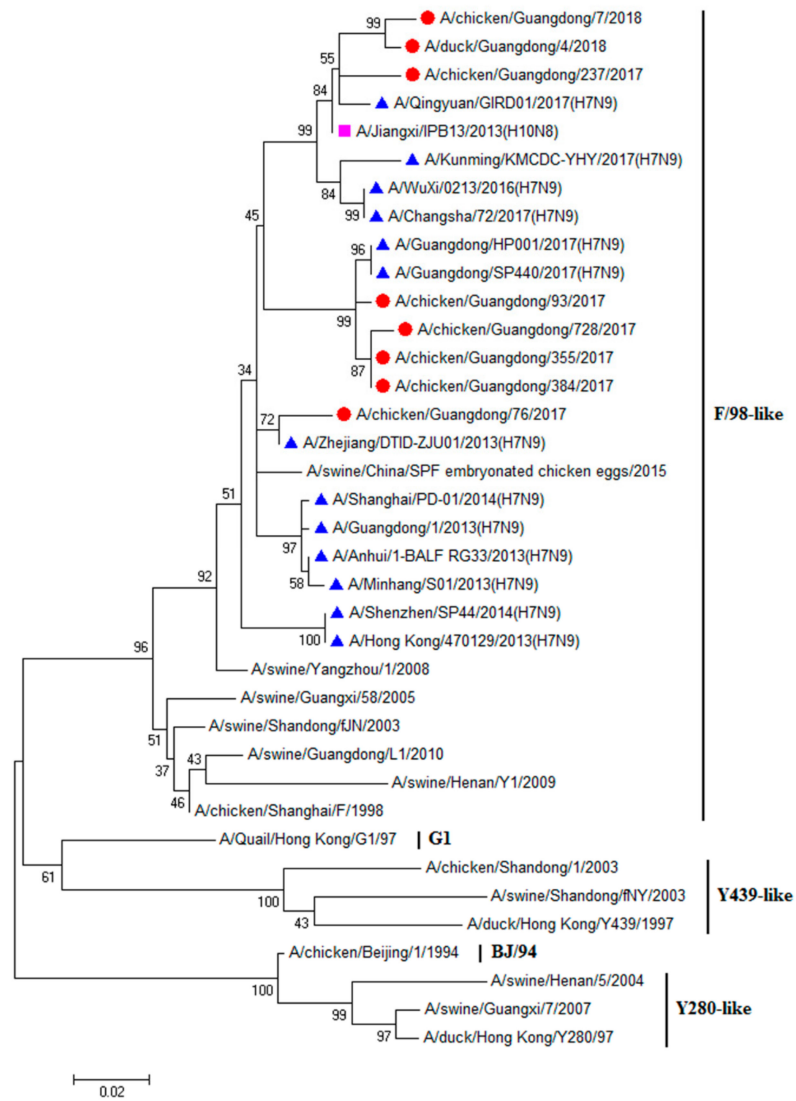 99
A/chicken/Guangdong/7/2018
A/duck/Guangdong/4/2018
55
A/chicken/Guangdong/237/2017
84
A/Qingyuan/GIRD01/2017(H7N9)
A/Jiangxi/IPB13/2013(H10N8)
99
A/Kunming/KMCDC-YHY/2017(H7N9)
84
A/WuXi/0213/2016(H7N9)
99
A/Changsha/72/2017(H7N9)
45
96
A/Guangdong/HP001/2017(H7N9)
A/Guangdong/SP440/2017(H7N9)
99
A/chicken/Guangdong/93/2017
A/chicken/Guangdong/728/2017
87
A/chicken/Guangdong/355/2017
A/chicken/Guangdong/384/2017
34
72
A/chicken/Guangdong/76/2017
A/Zhejiang/DTID-ZJU01/2013(H7N9)
F/98-like
A/swine/China/SPF embryonated chicken eggs/2015
51
A/Shanghai/PD-01/2014(H7N9)
A/Guangdong/1/2013(H7N9)
97
A/Anhui/1-BALF RG33/2013(H7N9)
58
A/Minhang/S01/2013(H7N9)
92
A/Shenzhen/SP44/2014(H7N9)
100
A/Hong Kong/470129/2013(H7N9)
96
A/swine/Yangzhou/1/2008
A/swine/Guangxi/58/2005
51
A/swine/Shandong/fJN/2003
37
43
A/swine/Guangdong/L1/2010
A/swine/Henan/Y1/2009
46
A/chicken/Shanghai/F/1998
A/Quail/Hong Kong/G1/97
G1
61
A/chicken/Shandong/1/2003
100
A/swine/Shandong/fNY/2003
Y439-like
43
A/duck/Hong Kong/Y439/1997
A/chicken/Beijing/1/1994
BJ/94
100
A/swine/Henan/5/2004
99
A/swine/Guangxi/7/2007
Y280-like
97
A/duck/Hong Kong/Y280/97
0.02